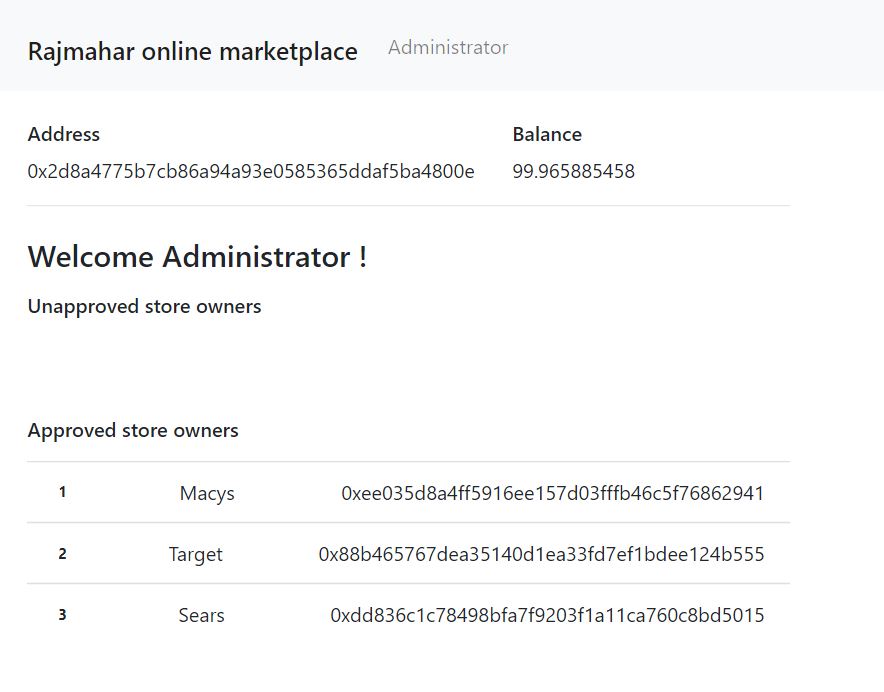 Rajmahar online marketplace Administrator
Address Balance
0x2d8a4775b7cb86a94a93e0585365ddaf5ba4800e 99.965885458
Welcome Administrator !
Unapproved store owners
Approved store owners
1 Macys 0xee035d8a4ff5916ee157d03fffb46c5f76862941
2 Target 0x88b465767dea35140d1ea33fd7ef1bdee124b555
3 Sears 0xdd836c1c78498bfa7f9203f1a11ca760c8bd5015